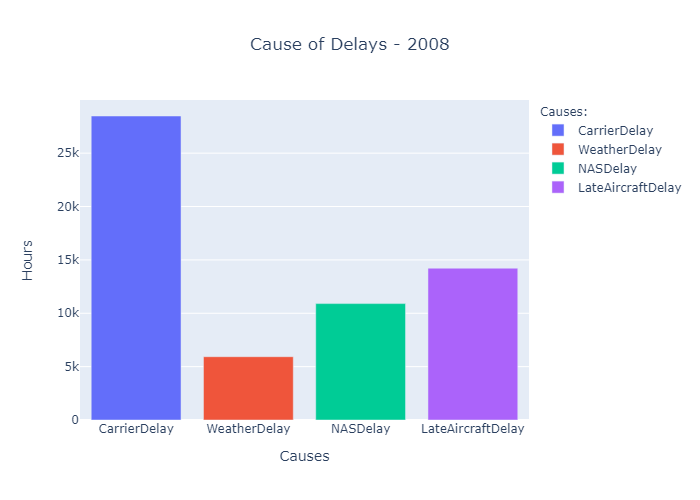 Cause of Delays - 2008
Causes:
CarrierDelay
WeatherDelay
NASDelay
LateAircraftDelay
25k
20k
15k
10k
5k
0
Hours
CarrierDelay WeatherDelay NASDelay LateAircraftDelay
Causes